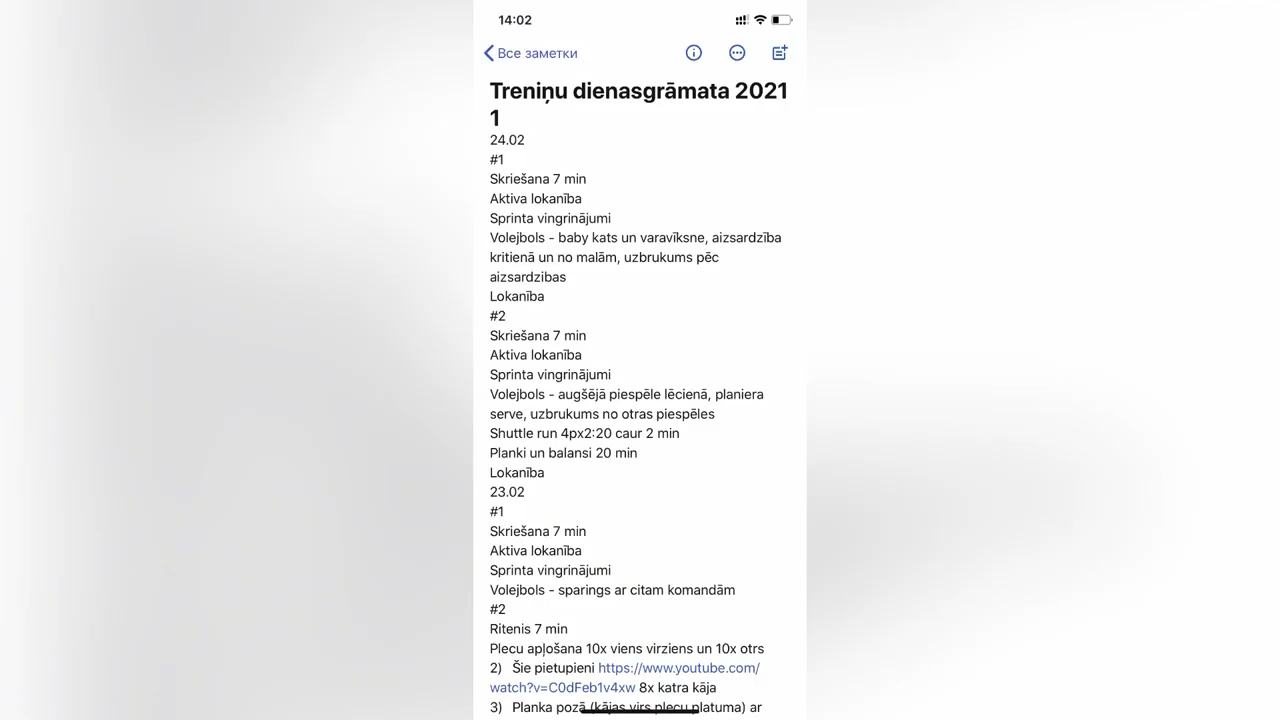 14:02
Все заметки
Treniņu dienasgrāmata 2021
1
24.02
#1
Skriešana 7 min
Aktiva lokanība
Sprinta vingrinājumi
Volejbols - baby kats un varavīksne, aizsardzība
kritienā un no malām, uzbrukums pēc
aizsardzibas
Lokanība
#2
Skriešana 7 min
Aktiva lokanība
Sprinta vingrinājumi
Volejbols - augšējā piespēle lēcienā, planiera
serve, uzbrukums no otras piespēles
Shuttle run 4px2:20 caur 2 min
Planki un balansi 20 min
Lokanība
23.02
#1
Skriešana 7 min
Aktiva lokanība
Sprinta vingrinājumi
Volejbols - sparings ar citam komandām
#2
Ritenis 7 min
Plecu apļošana 10x viens virziens un 10x otrs
2) Šie pietupieni https://www.youtube.com/
watch?v=C0dFeb1v4xw 8x katra kāja
3) Planka pozā (kājas virs plecu platuma) ar